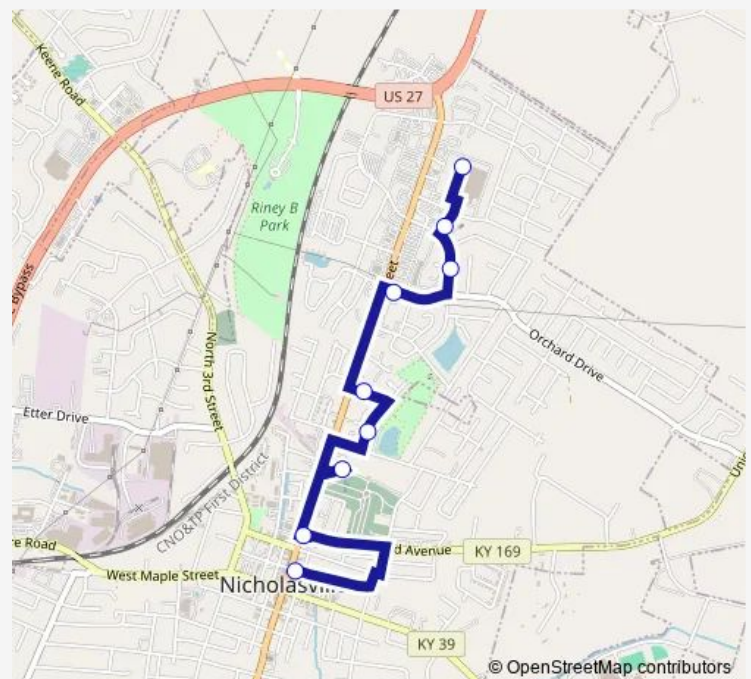 Keene Road
US 27
Riney B
Park
eet
Bypass
North 3rd Street
Orchard Drive
Etter Drive
CNO&TP First District
re Road
d Avenue
KY 169
West Maple Street
KY 39
© OpenStreetMap contributors